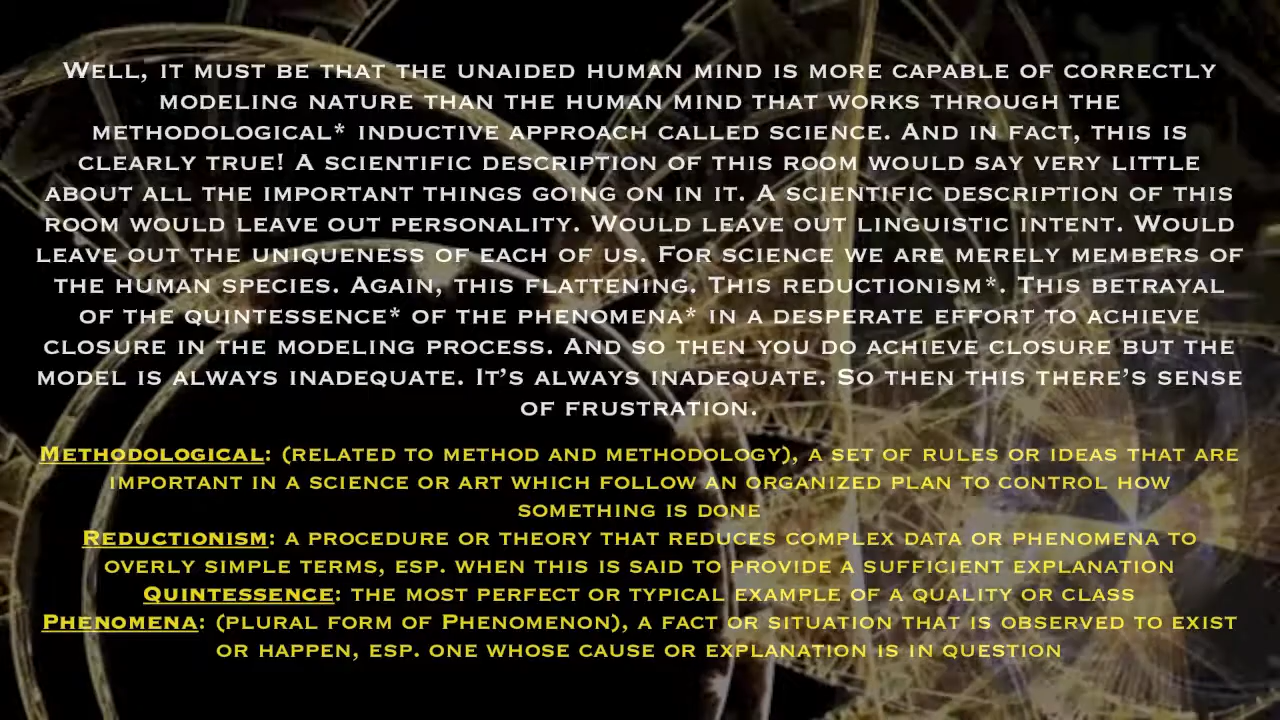 Well, it must be that the unaided human mind is more capable of correctly
modeling nature than the human mind that works through the
methodological* inductive approach called science. And in fact, this is
clearly true! A scientific description of this room would say very little
about all the important things going on in it. A scientific description of this
room would leave out personality. Would leave out linguistic intent. Would
leave out the uniqueness of each of us. For science we are merely members of
the human species. Again, this flattening. This reductionism*. This betrayal
of the quintessence* of the phenomena* in a desperate effort to achieve
closure in the modeling process. And so then you do achieve closure but the
model is always inadequate. It's always inadequate. So then this there's sense
of frustration.
Methodological: (related to method and methodology), a set of rules or ideas that are
important in a science or art which follow an organized plan to control how
something is done
Reductionism: a procedure or theory that reduces complex data or phenomena to
overly simple terms, esp. when this is said to provide a sufficient explanation
Quintessence: the most perfect or typical example of a quality or class
Phenomena: (plural form of Phenomenon), a fact or situation that is observed to exist
or happen, esp. one whose cause or explanation is in question